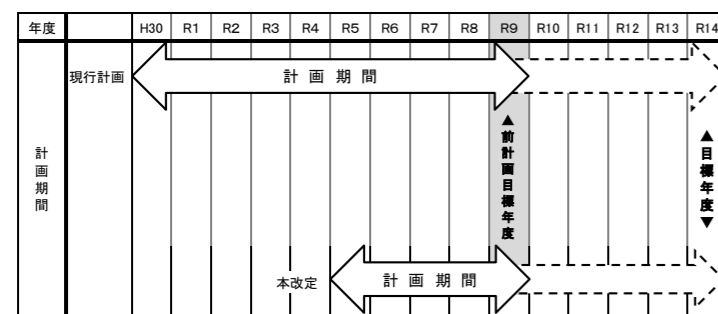 年度 H30 R1 R2 R3 R4 R5 R6 R7 R8 R9 R10 R11 R12 R13 R14
現行計画 計画期間
計画期間
▲前計画目標年度
▲目標年度▼
本改定 計画期間